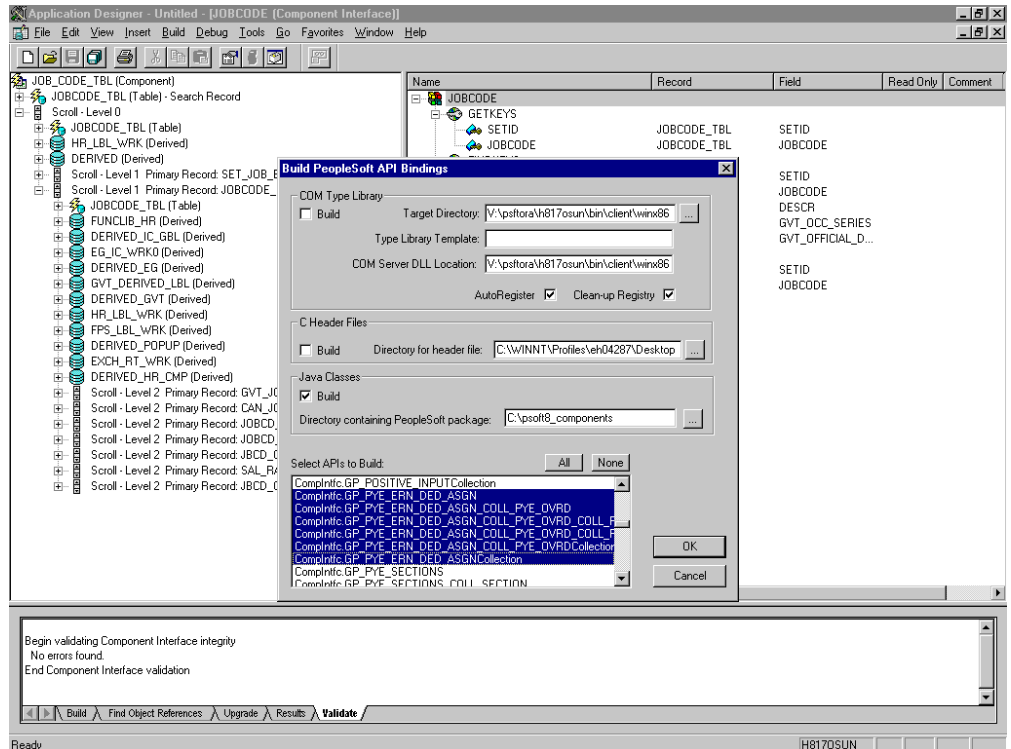 Application Designer - Untitled - [JOBCODE (Component Interface)]
File Edit View Insert Build Debug Tools Go Favorites Window Help
JOB_CODE_TBL (Component)
JOBCODE_TBL (Table) - Search Record
Scroll - Level 0
JOBCODE_TBL (Table)
HR_LBL_WRK (Derived)
DERIVED (Derived)
Scroll - Level 1 Primary Record: SET_JOB_E
Scroll - Level 1 Primary Record: JOBCODE_
JOBCODE_TBL (Table)
FUNCLIB_HR (Derived)
DERIVED_IC_GBL (Derived)
EG_IC_WRK0 (Derived)
DERIVED_EG (Derived)
GVT_DERIVED_LBL (Derived)
DERIVED_GVT (Derived)
HR_LBL_WRK (Derived)
FPS_LBL_WRK (Derived)
DERIVED_POPUP (Derived)
EXCH_RT_WRK (Derived)
DERIVED_HR_CMP (Derived)
Scroll - Level 2 Primary Record: GVT_JO
Scroll - Level 2 Primary Record: CAN_JO
Scroll - Level 2 Primary Record: JOBCD_
Scroll - Level 2 Primary Record: JOBCD_
Scroll - Level 2 Primary Record: JBCD_
Scroll - Level 2 Primary Record: SAL_RA
Scroll - Level 2 Primary Record: JBCD_
Name Record Field Read Only Comment
JOBCODE
GETKEYS
SETID JOBCODE_TBL SETID
JOBCODE JOBCODE_TBL JOBCODE
SETID
JOBCODE
DESCR
GVT_OCC_SERIES
GVT_OFFICIAL_D...
SETID
JOBCODE
Build PeopleSoft API Bindings
COM Type Library
Build Target Directory: V:\psftora\h817osun\bin\client\winx86 ...
Type Library Template:
COM Server DLL Location: V:\psftora\h817osun\bin\client\winx86
AutoRegister Clean-up Registry
C Header Files
Build Directory for header file: C:\WINNT\Profiles\eh04287\Desktop ...
Java Classes
Build
Directory containing PeopleSoft package: C:\psoft8_components ...
Select APIs to Build: All None
CompIntfc.GP_POSITIVE_INPUTCollection
CompIntfc.GP_PYE_ERN_DED_ASGN
CompIntfc.GP_PYE_ERN_DED_ASGN_COLL_PYE_OVRD
CompIntfc.GP_PYE_ERN_DED_ASGN_COLL_PYE_OVRD_COLL_F
CompIntfc.GP_PYE_ERN_DED_ASGN_COLL_PYE_OVRD_COLL_F
CompIntfc.GP_PYE_ERN_DED_ASGN_COLL_PYE_OVRDCollection
CompIntfc.GP_PYE_ERN_DED_ASGNCollection
CompIntfc.GP_PYE_SECTIONS
CompIntfc.GP_PYE_SECTIONS_COLL_SECTION
OK
Cancel
Begin validating Component Interface integrity
No errors found.
End Component Interface validation
Build Find Object References Upgrade Results Validate
Ready H817OSUN